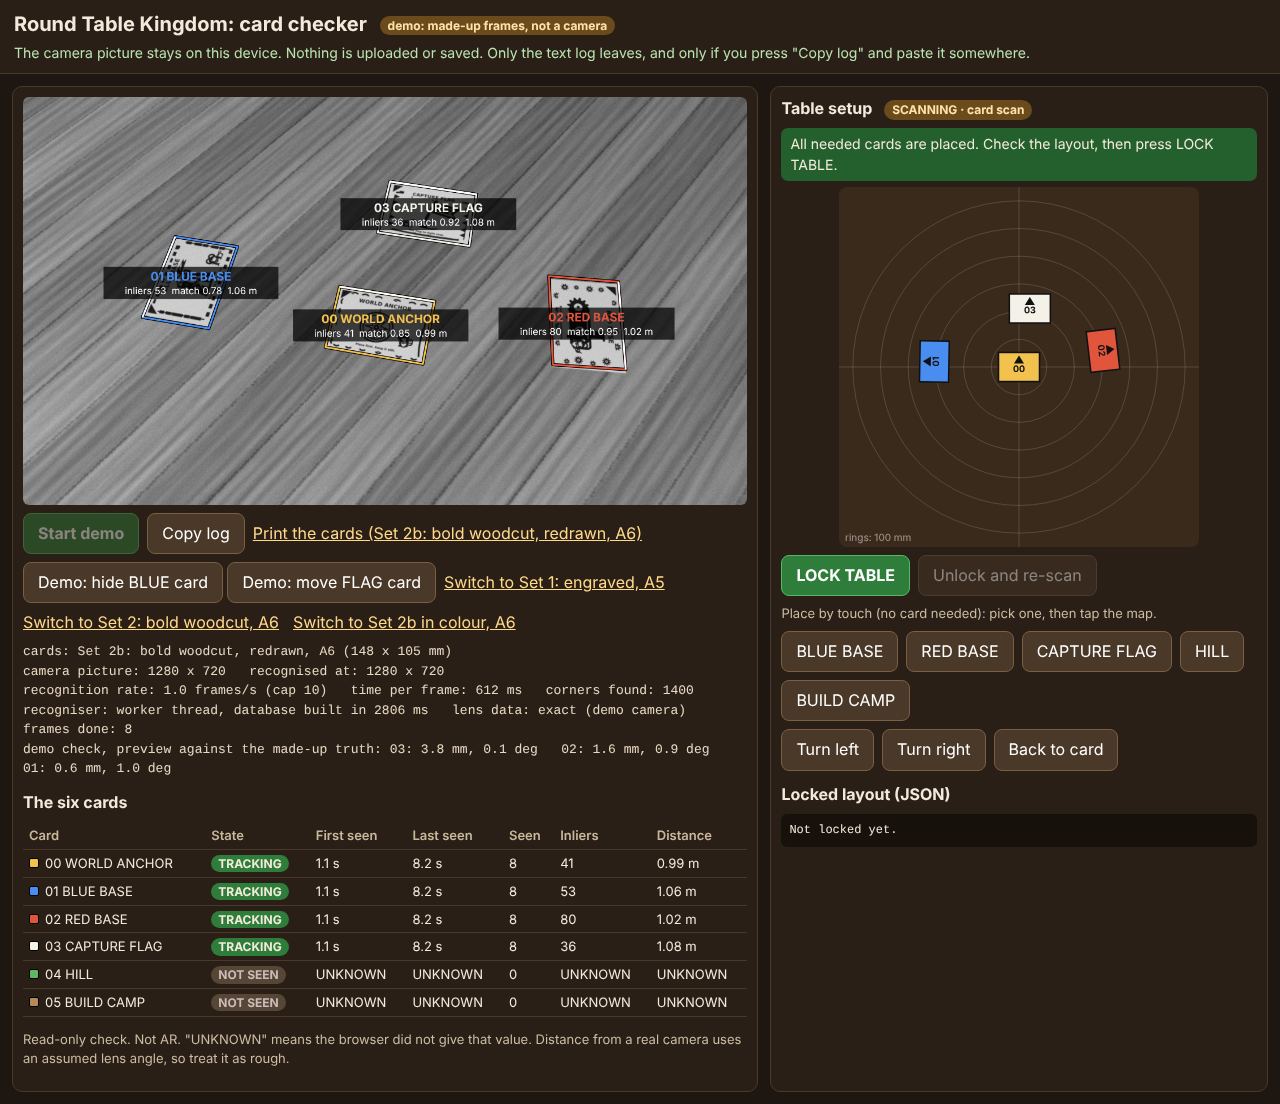 Round Table Kingdom: card checker
demo: made-up frames, not a camera
The camera picture stays on this device. Nothing is uploaded or saved. Only the text log leaves, and only if you press "Copy log" and paste it somewhere.
03 CAPTURE FLAG
inliers 36 match 0.92 1.08 m
01 BLUE BASE
inliers 53 match 0.78 1.06 m
WORLD ANCHOR
00 WORLD ANCHOR
inliers 41 match 0.85 0.99 m
02 RED BASE
inliers 80 match 0.95 1.02 m
Start demo
Copy log
Print the cards (Set 2b: bold woodcut, redrawn, A6)
Demo: hide BLUE card
Demo: move FLAG card
Switch to Set 1: engraved, A5
Switch to Set 2: bold woodcut, A6
Switch to Set 2b in colour, A6
cards: Set 2b: bold woodcut, redrawn, A6 (148 x 105 mm)
camera picture: 1280 x 720 recognised at: 1280 x 720
recognition rate: 1.0 frames/s (cap 10) time per frame: 612 ms corners found: 1400
recogniser: worker thread, database built in 2806 ms lens data: exact (demo camera)
frames done: 8
demo check, preview against the made-up truth: 03: 3.8 mm, 0.1 deg 02: 1.6 mm, 0.9 deg
01: 0.6 mm, 1.0 deg
The six cards
Card State First seen Last seen Seen Inliers Distance
00 WORLD ANCHOR TRACKING 1.1 s 8.2 s 8 41 0.99 m
01 BLUE BASE TRACKING 1.1 s 8.2 s 8 53 1.06 m
02 RED BASE TRACKING 1.1 s 8.2 s 8 80 1.02 m
03 CAPTURE FLAG TRACKING 1.1 s 8.2 s 8 36 1.08 m
04 HILL NOT SEEN UNKNOWN UNKNOWN 0 UNKNOWN UNKNOWN
05 BUILD CAMP NOT SEEN UNKNOWN UNKNOWN 0 UNKNOWN UNKNOWN
Read-only check. Not AR. "UNKNOWN" means the browser did not give that value. Distance from a real camera uses
an assumed lens angle, so treat it as rough.
Table setup
SCANNING · card scan
All needed cards are placed. Check the layout, then press LOCK
TABLE.
03
01
00
02
rings: 100 mm
LOCK TABLE
Unlock and re-scan
Place by touch (no card needed): pick one, then tap the map.
BLUE BASE
RED BASE
CAPTURE FLAG
HILL
BUILD CAMP
Turn left
Turn right
Back to card
Locked layout (JSON)
Not locked yet.